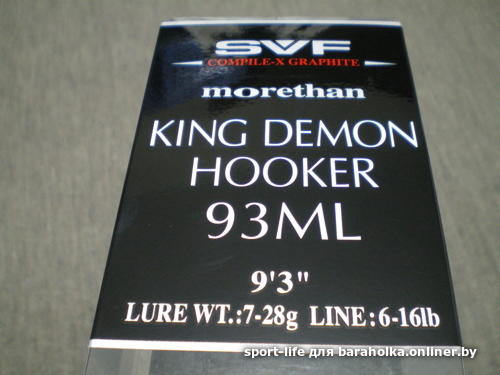 SVF
COMPILE-X GRAPHITE
morethan
KING DEMON
HOOKER
93ML
9'3"
LURE WT.:7-28g LINE:6-16lb
sport-life для baraholka.onliner.by